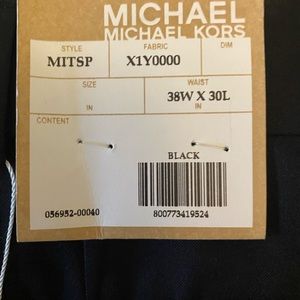 MICHAEL
MICHAEL KORS
STYLE FABRIC DIM
MITSP X1Y0000
SIZE WAIST
38W X 30L
IN IN
CONTENT
BLACK
056952-00040 800773419524